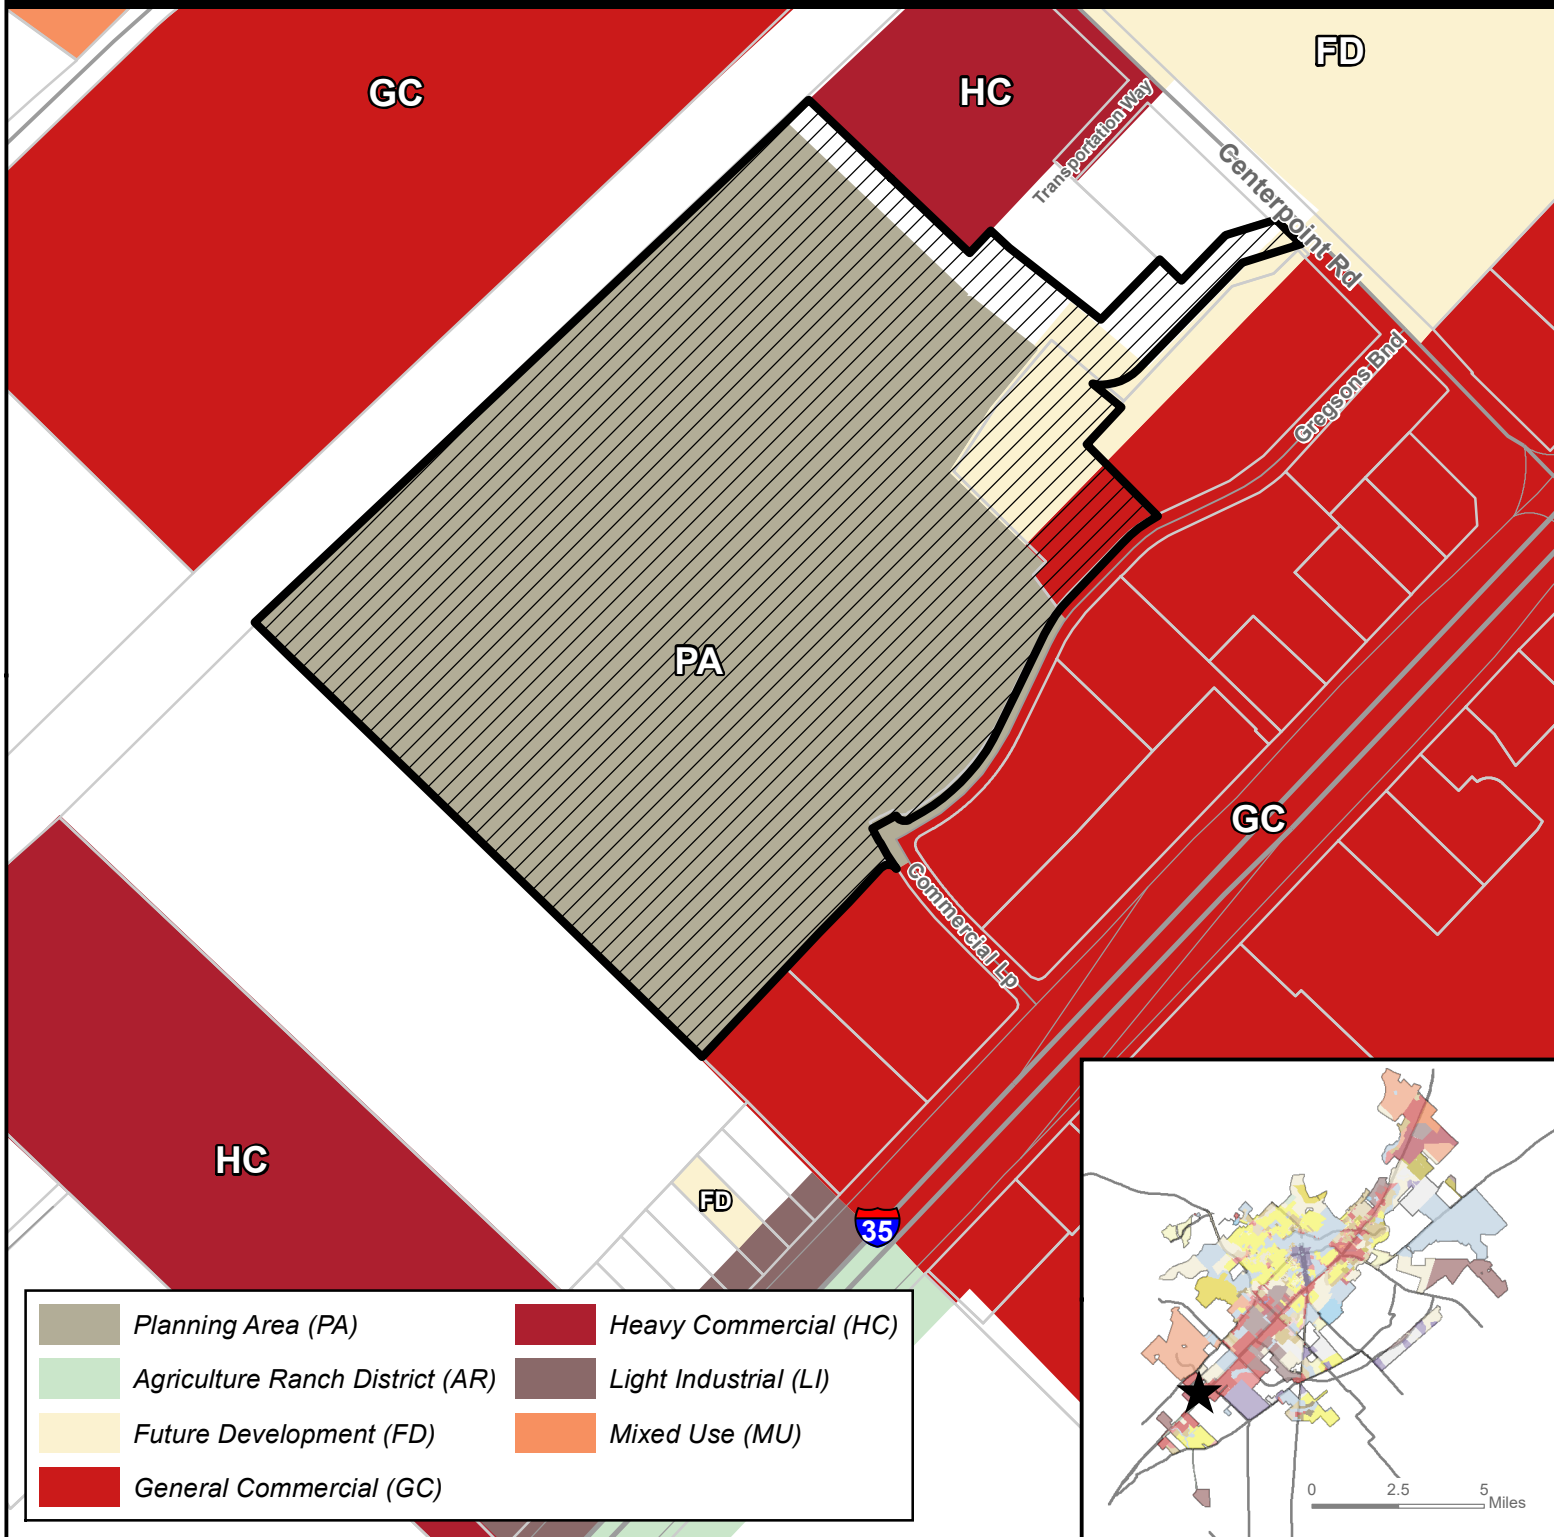 GC
HC
FD
Transportation Way
Centerpoint Rd
Gregsons Bnd
PA
GC
Commercial Lp
HC
FD
35
Planning Area (PA)
Agriculture Ranch District (AR)
Future Development (FD)
General Commercial (GC)
Heavy Commercial (HC)
Light Industrial (LI)
Mixed Use (MU)
0 2.5 5
Miles